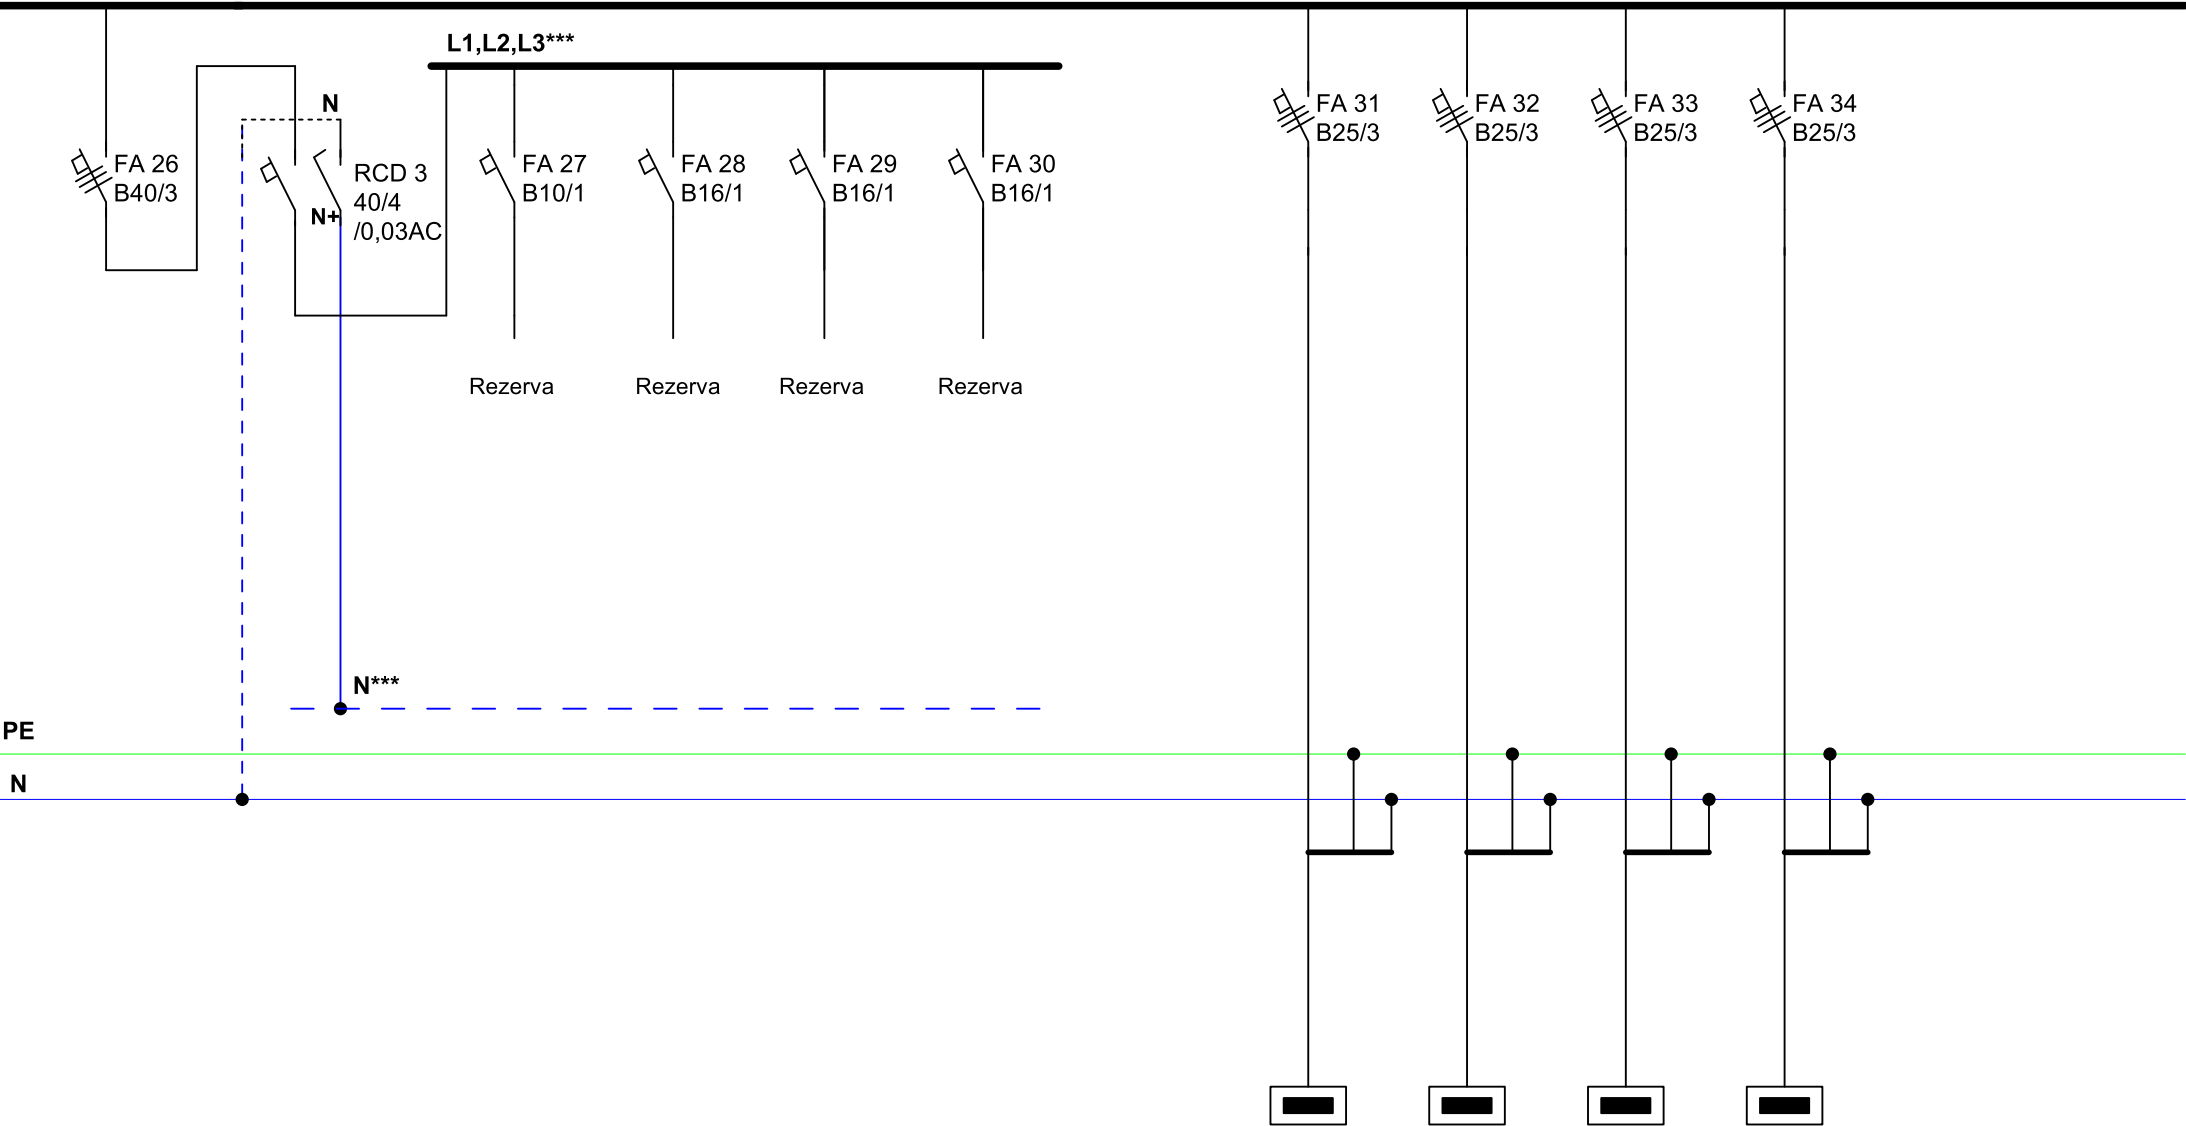 L1,L2,L3***
N
FA 26
B40/3
RCD 3
40/4
/0,03AC
N+
FA 27
B10/1
FA 28
B16/1
FA 29
B16/1
FA 30
B16/1
FA 31
B25/3
FA 32
B25/3
FA 33
B25/3
FA 34
B25/3
Rezerva
Rezerva
Rezerva
Rezerva
N***
PE
N